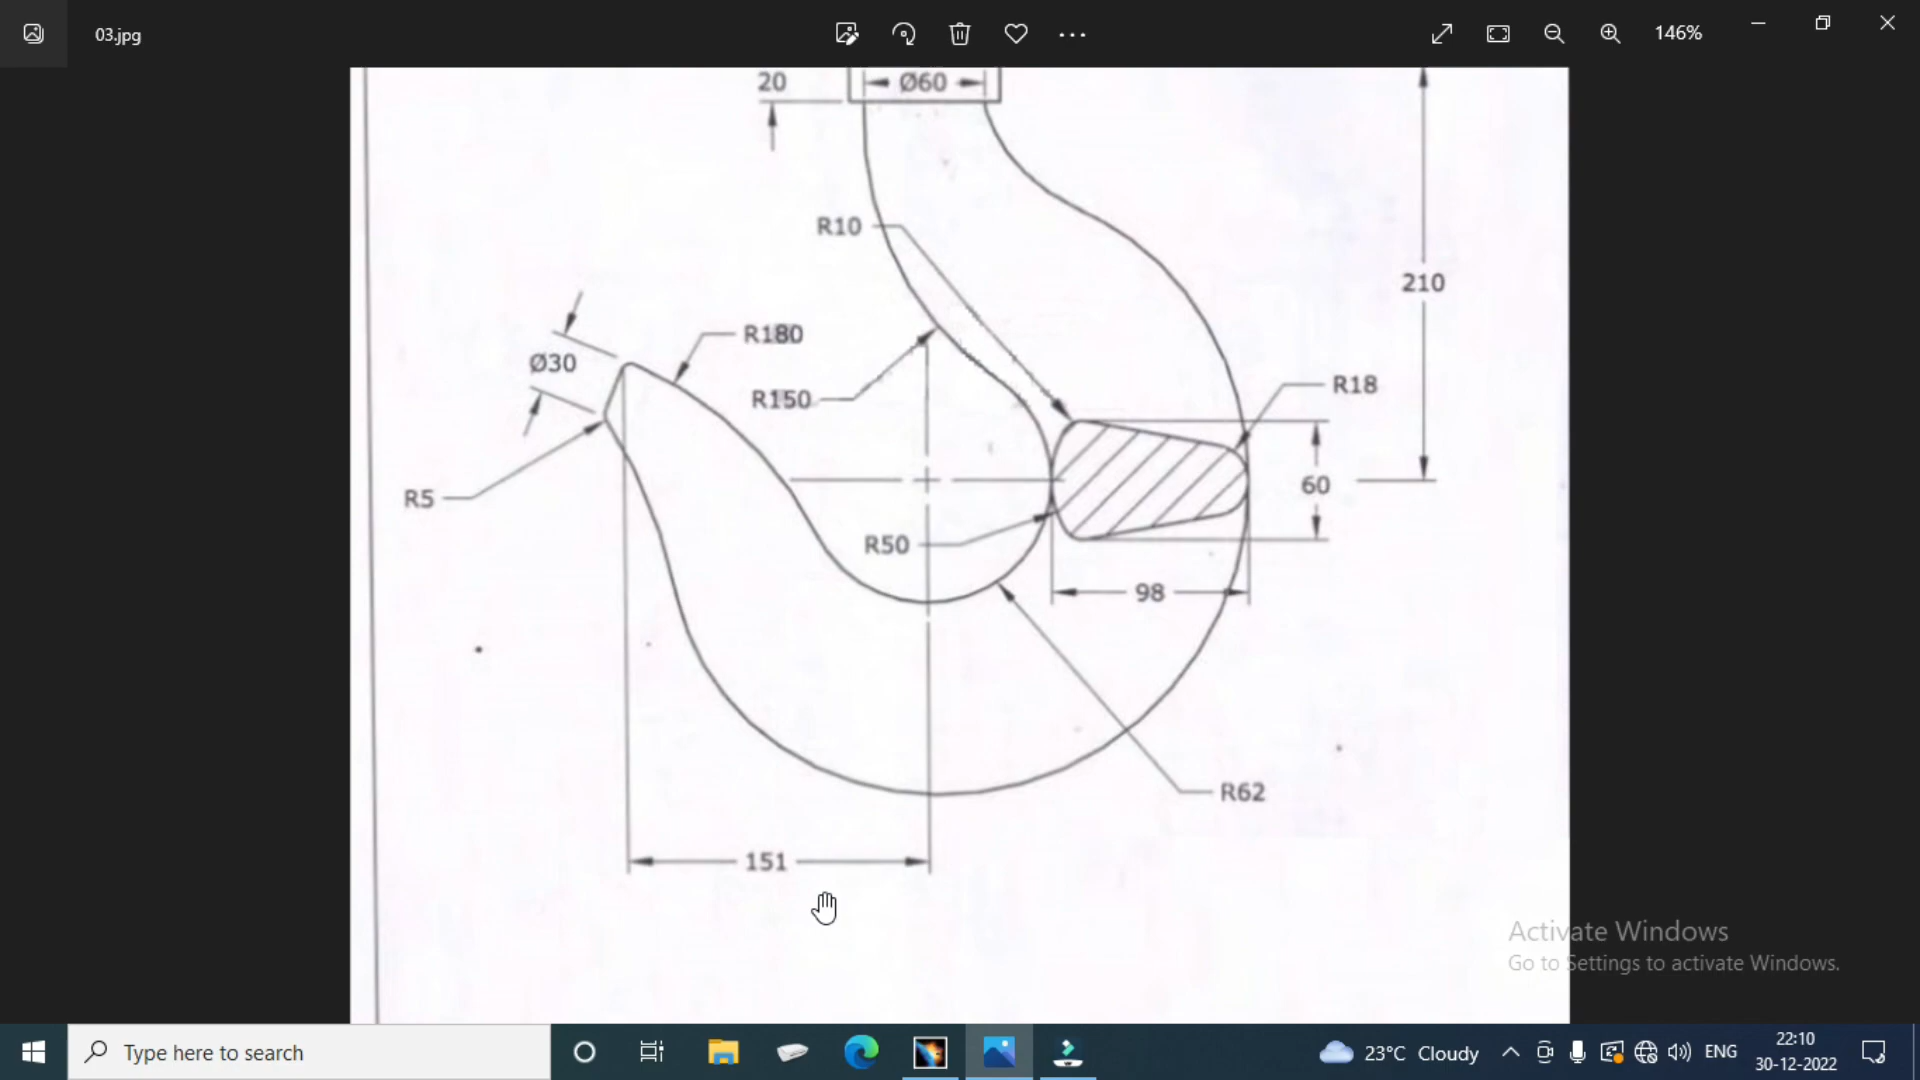 03.jpg
146%
20
Ø60
R10
210
R180
Ø30
R150
R18
R5
60
R50
98
R62
151
Activate Windows
Go to Settings to activate Windows.
Type here to search
23°C Cloudy
ENG
22:10
30-12-2022